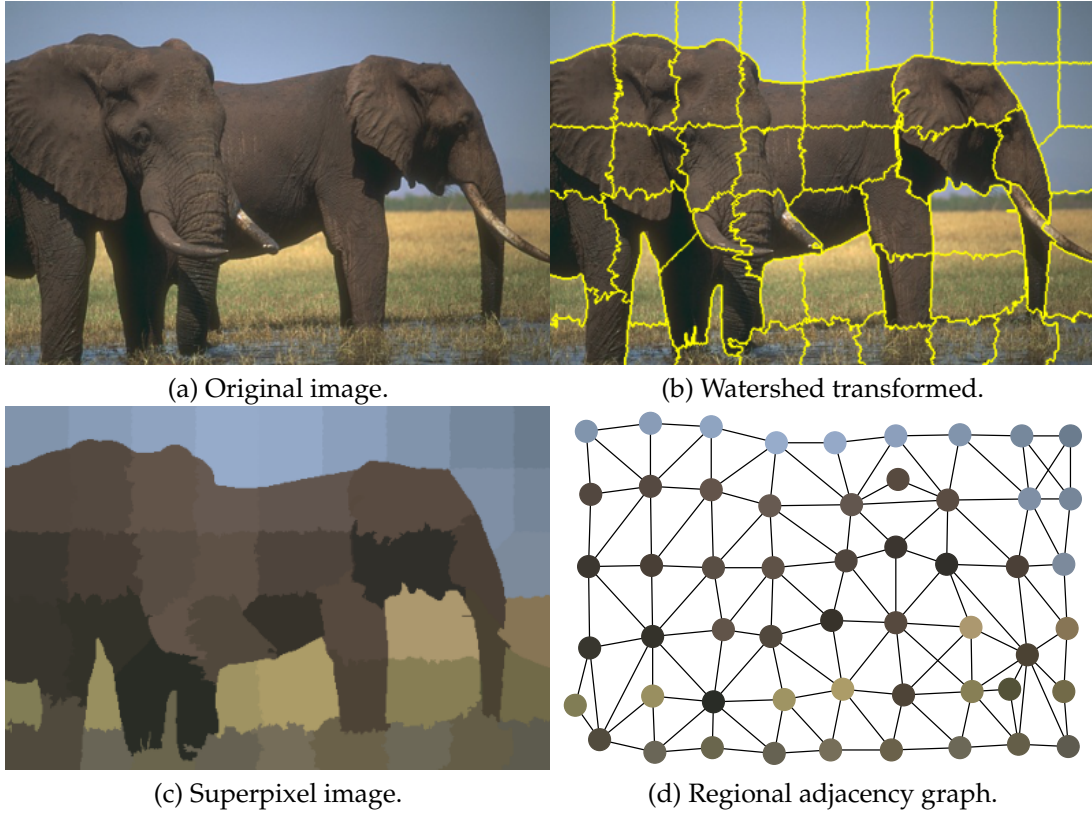 (a) Original image.
(b) Watershed transformed.
(c) Superpixel image.
(d) Regional adjacency graph.